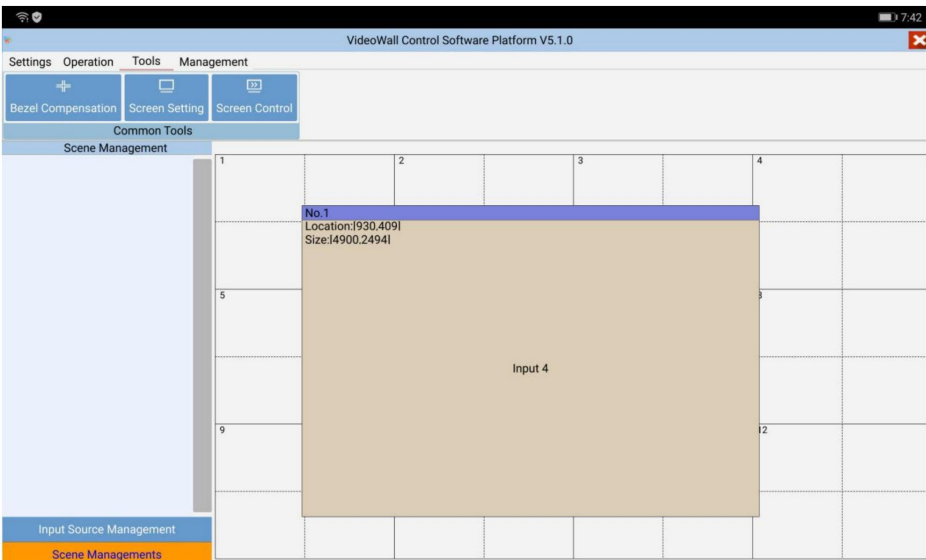 7:42
VideoWall Control Software Platform V5.1.0
Settings Operation Tools Management
Bezel Compensation Screen Setting Screen Control
Common Tools
Scene Management
1 2 3 4
No.1
Location:|930,409|
Size:|4900,2494|
5
Input 4
9 12
Input Source Management
Scene Managements